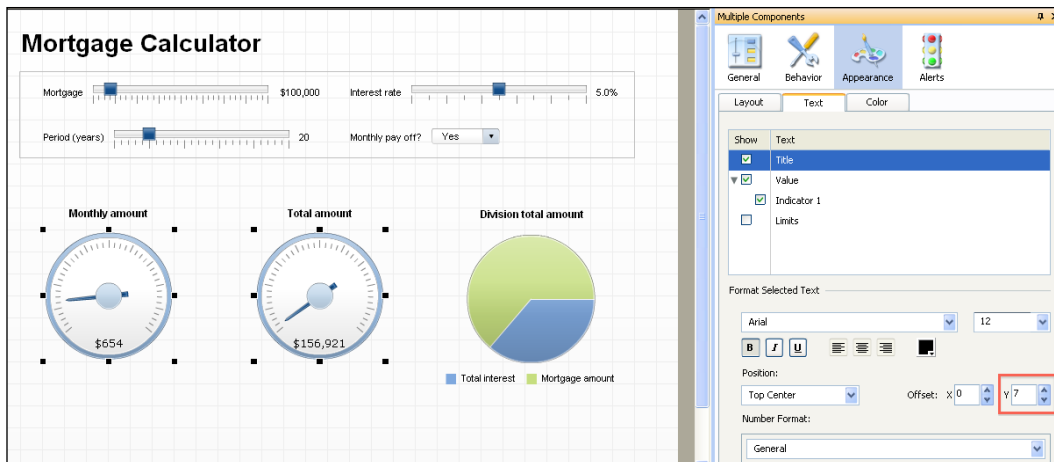 Multiple Components
Mortgage Calculator
General Behavior Appearance Alerts
Mortgage $100,000 Interest rate 5.0%
Layout Text Color
Period (years) 20 Monthly pay off? Yes
Show Text
Title
Value
Indicator 1
Limits
Monthly amount Total amount Division total amount
Format Selected Text
Arial 12
B I U
$654 $156,921
Position:
Total interest Mortgage amount
Top Center Offset: X 0 Y 7
Number Format:
General